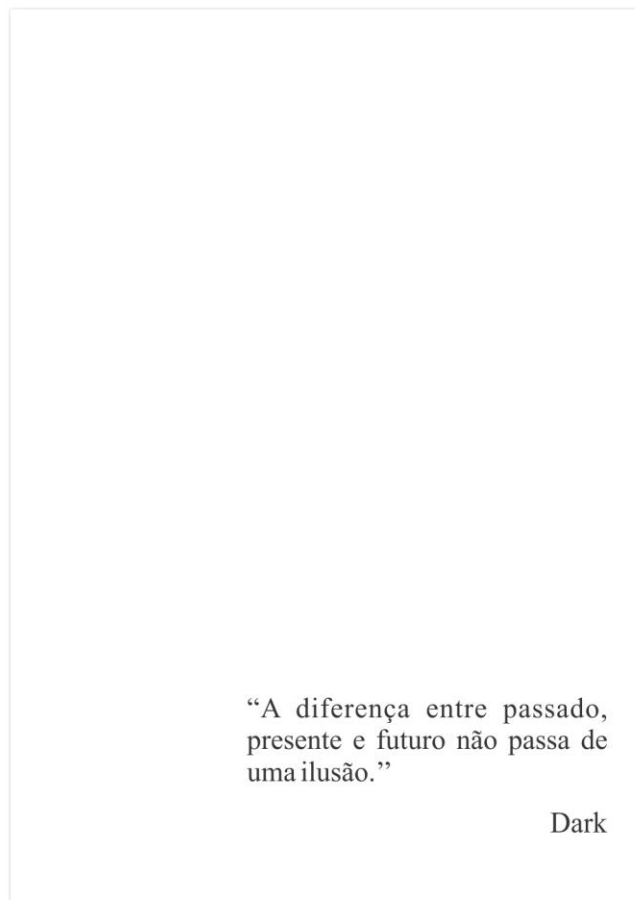 “A diferença entre passado,
presente e futuro não passa de
uma ilusão.’’
Dark